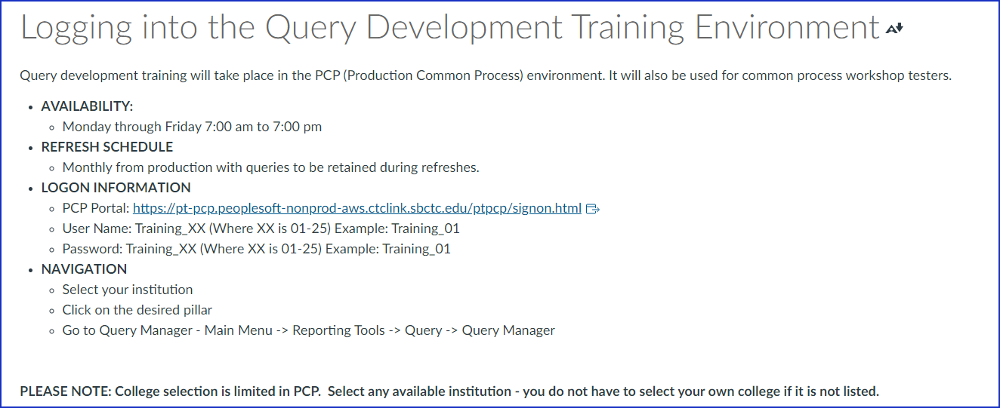 Logging into the Query Development Training Environment
Query development training will take place in the PCP (Production Common Process) environment. It will also be used for common process workshop testers.
AVAILABILITY:
Monday through Friday 7:00 am to 7:00 pm
REFRESH SCHEDULE
Monthly from production with queries to be retained during refreshes.
LOGON INFORMATION
PCP Portal: https://pt-pcp.peoplesoft-nonprod-aws.ctclink.sbctc.edu/ptpcp/signon.html
User Name: Training_XX (Where XX is 01-25) Example: Training_01
Password: Training_XX (Where XX is 01-25) Example: Training_01
NAVIGATION
Select your institution
Click on the desired pillar
Go to Query Manager - Main Menu -> Reporting Tools -> Query -> Query Manager
PLEASE NOTE: College selection is limited in PCP.  Select any available institution - you do not have to select your own college if it is not listed.